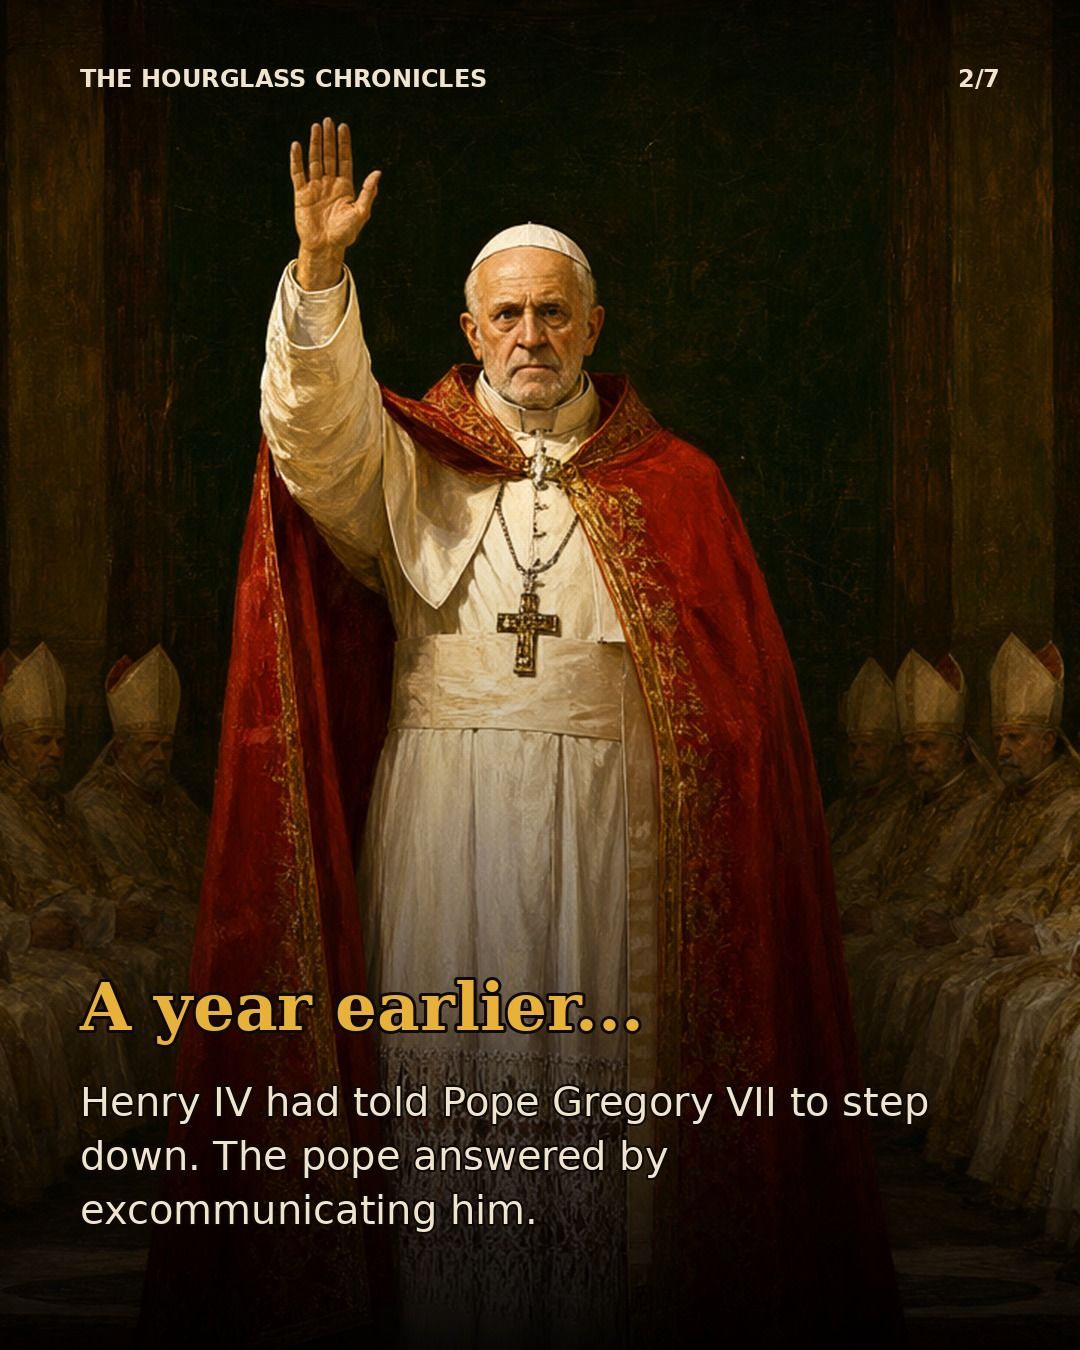 THE HOURGLASS CHRONICLES 2/7
A year earlier...
Henry IV had told Pope Gregory VII to step
down. The pope answered by
excommunicating him.